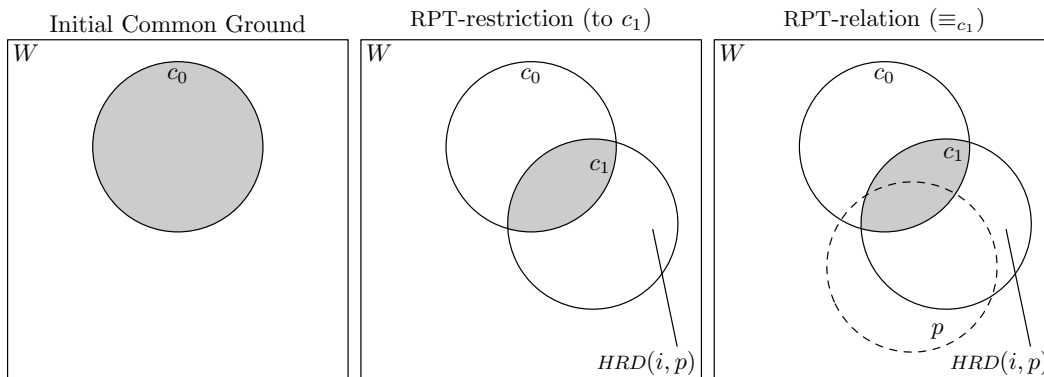 Initial Common Ground
W
c₀
RPT-restriction (to c₁)
W
c₀
c₁
HRD(i, p)
RPT-relation (≡c₁)
W
c₀
c₁
p
HRD(i, p)